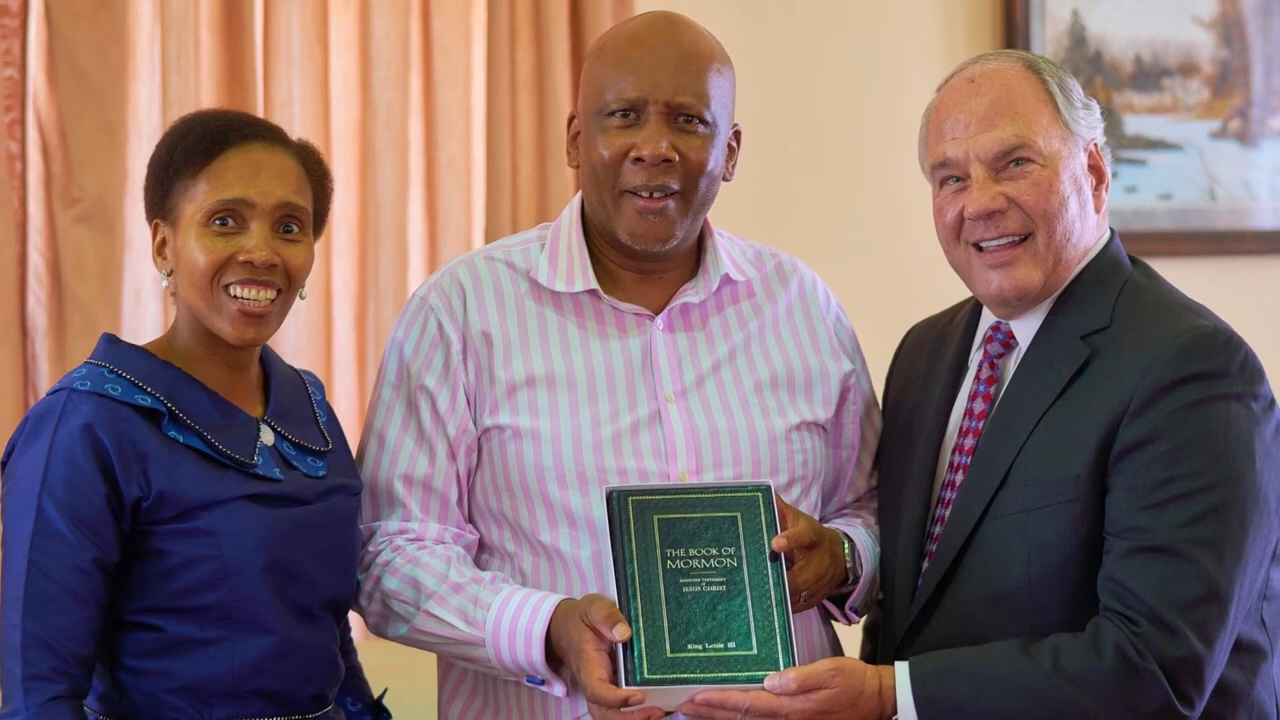 THE BOOK OF
MORMON
ANOTHER TESTAMENT
of
JESUS CHRIST
King Letsie III